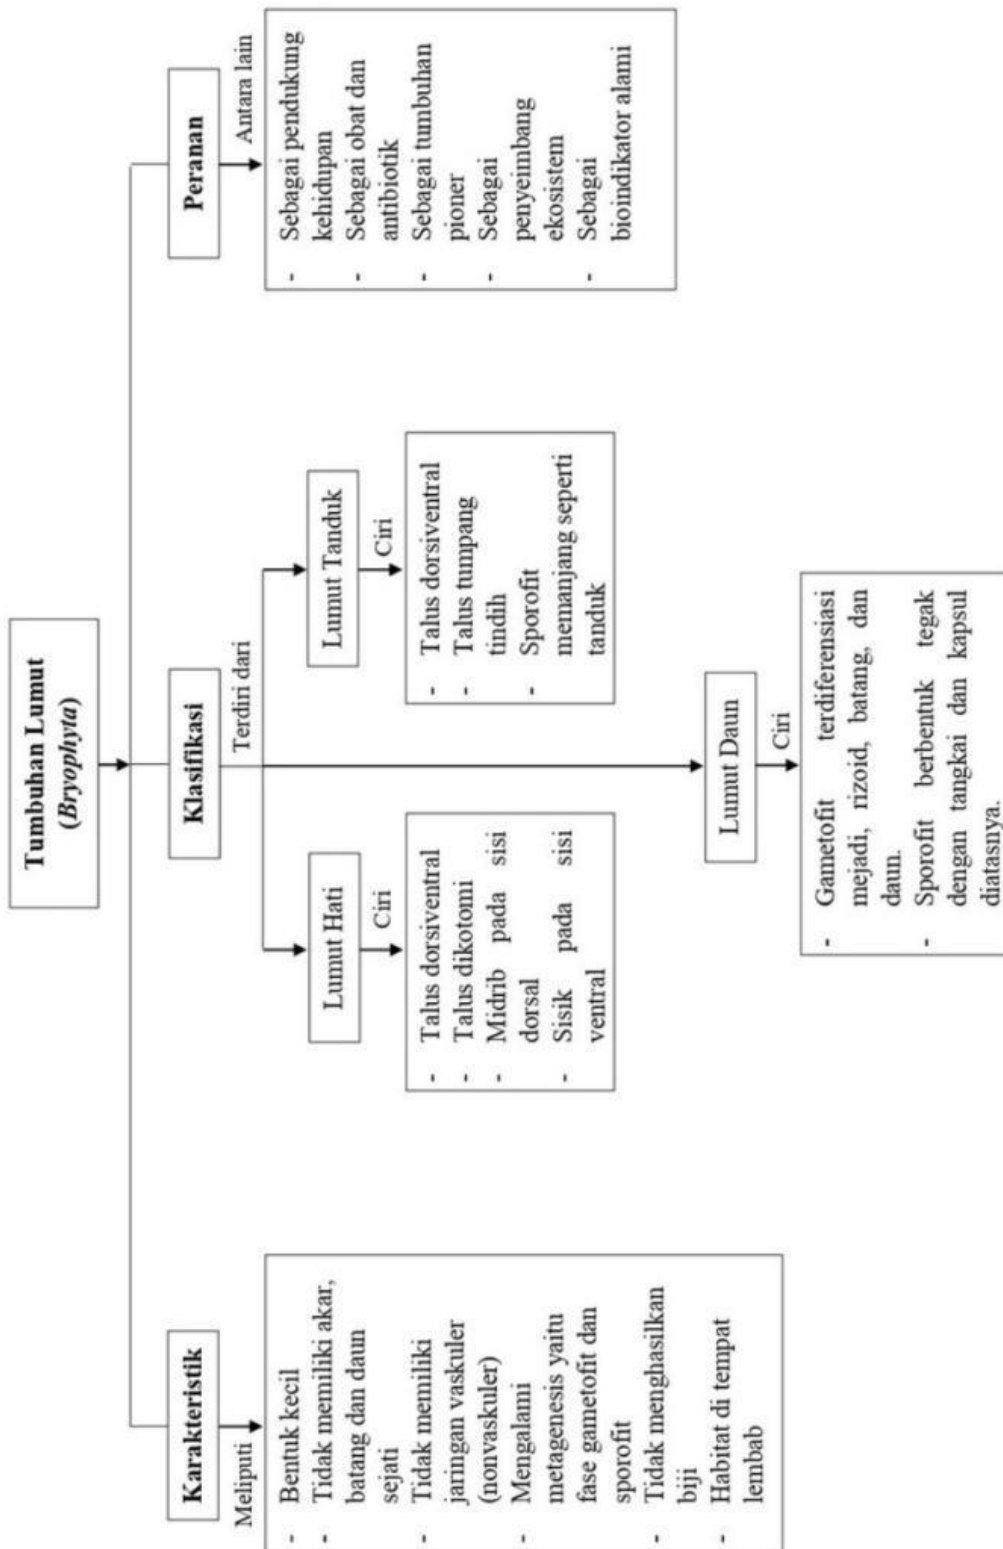 Tumbuhan Lumut
(Bryophyta)
Karakteristik
Meliputi
- Bentuk kecil
- Tidak memiliki akar,
batang dan daun
sejati
- Tidak memiliki
jaringan vaskuler
(nonvaskuler)
- Mengalami
metagenesis yaitu
fase gametofit dan
sporofit
- Tidak menghasilkan
biji
- Habitat di tempat
lembab
Klasifikasi
Terdiri dari
Lumut Hati
Ciri
- Talus dorsiventral
- Talus dikotomi
- Midrib pada sisi
dorsal
- Sisik pada sisi
ventral
Lumut Daun
Ciri
- Gametofit terdiferensiasi
mejadi, rizoid, batang, dan
daun.
- Sporofit berbentuk tegak
dengan tangkai dan kapsul
diatasnya.
Lumut Tanduk
Ciri
- Talus dorsiventral
- Talus tumpang
tindih
- Sporofit
memanjang seperti
tanduk
Peranan
Antara lain
- Sebagai pendukung
kehidupan
- Sebagai obat dan
antibiotik
- Sebagai tumbuhan
pioner
- Sebagai
penyeimbang
ekosistem
- Sebagai
bioindikator alami